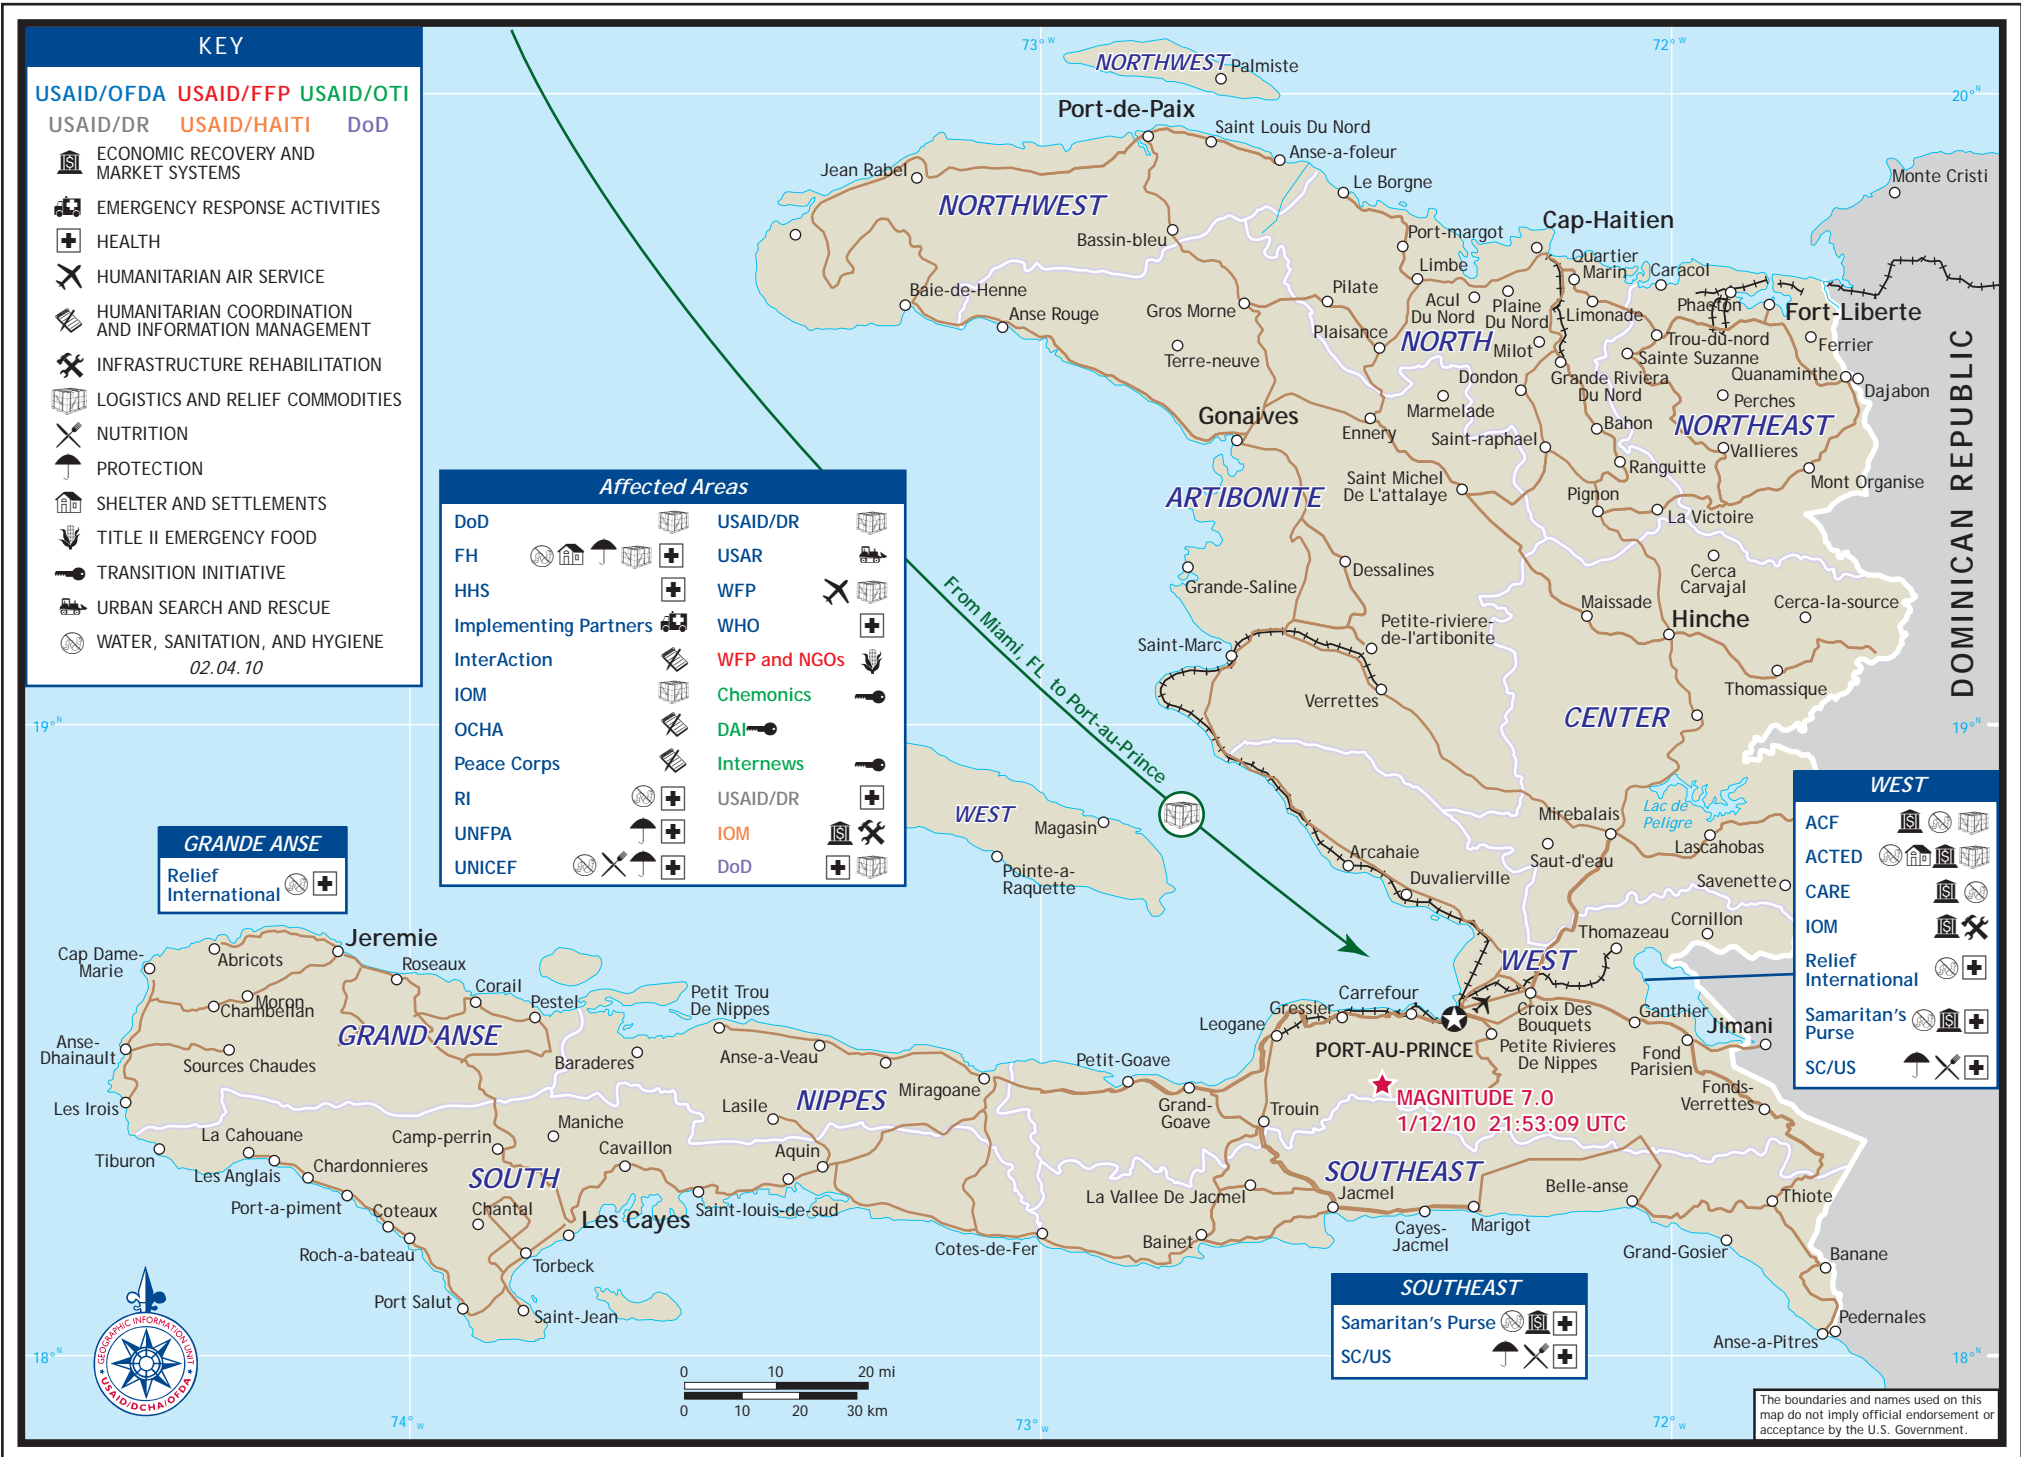 KEY
USAID/OFDA USAID/FFP USAID/OTI
USAID/DR USAID/HAITI DoD
ECONOMIC RECOVERY AND
MARKET SYSTEMS
EMERGENCY RESPONSE ACTIVITIES
HEALTH
HUMANITARIAN AIR SERVICE
HUMANITARIAN COORDINATION
AND INFORMATION MANAGEMENT
INFRASTRUCTURE REHABILITATION
LOGISTICS AND RELIEF COMMODITIES
NUTRITION
PROTECTION
SHELTER AND SETTLEMENTS
TITLE II EMERGENCY FOOD
TRANSITION INITIATIVE
URBAN SEARCH AND RESCUE
WATER, SANITATION, AND HYGIENE
02.04.10
Affected Areas
DoD
FH
HHS
Implementing Partners
InterAction
IOM
OCHA
Peace Corps
RI
UNFPA
UNICEF
USAID/DR
USAR
WFP
WHO
WFP and NGOs
Chemonics
DAI
Internews
USAID/DR
IOM
DoD
GRANDE ANSE
Relief
International
WEST
ACF
ACTED
CARE
IOM
Relief
International
Samaritan's
Purse
SC/US
SOUTHEAST
Samaritan's Purse
SC/US
From Miami, FL to Port-au-Prince
73° W
72° W
20° N
19° N
19° N
18° N
18° N
74° W
73° W
72° W
NORTHWEST
Palmiste
Port-de-Paix
Saint Louis Du Nord
Anse-a-foleur
Jean Rabel
Le Borgne
Monte Cristi
NORTHWEST
Cap-Haitien
Bassin-bleu
Port-margot
Quartier
Marin
Limbe
Caracol
Baie-de-Henne
Pilate
Acul
Du Nord
Plaine
Du Nord
Phaeton
Fort-Liberte
Anse Rouge
Gros Morne
Limonade
Plaisance
NORTH
Milot
Trou-du-nord
Ferrier
Terre-neuve
Sainte Suzanne
Quanaminthe
Dondon
Grande Riviera
Du Nord
Dajabon
Perches
Marmelade
Gonaives
Ennery
Saint-raphael
Bahon
NORTHEAST
Vallieres
Ranguitte
Saint Michel
De L'attalaye
Pignon
Mont Organise
ARTIBONITE
La Victoire
DOMINICAN REPUBLIC
Dessalines
Cerca
Carvajal
Grande-Saline
Maissade
Cerca-la-source
Petite-riviere-
de-l'artibonite
Hinche
Saint-Marc
Thomassique
Verrettes
CENTER
Lac de
Peligre
WEST
Magasin
Mirebalais
Lascahobas
Saut-d'eau
Arcahaie
Pointe-a-
Raquette
Duvalierville
Savenette
Cornillon
Thomazeau
WEST
Jeremie
Cap Dame-
Marie
Abricots
Roseaux
Corail
Moron
Chambellan
Pestel
Petit Trou
De Nippes
GRAND ANSE
Carrefour
Gressier
Leogane
Croix Des
Bouquets
Ganthier
Jimani
Anse-
Dhainault
Sources Chaudes
Baraderes
Anse-a-Veau
Petit-Goave
PORT-AU-PRINCE
Petite Rivieres
De Nippes
Fond
Parisien
Miragoane
MAGNITUDE 7.0
1/12/10 21:53:09 UTC
Fonds-
Verrettes
Les Irois
NIPPES
Lasile
Grand-
Goave
Trouin
La Cahouane
Camp-perrin
Maniche
Cavaillon
Aquin
Tiburon
Les Anglais
Chardonnieres
SOUTH
SOUTHEAST
Port-a-piment
Coteaux
Chantal
Les Cayes
Saint-louis-de-sud
La Vallee De Jacmel
Jacmel
Belle-anse
Thiote
Roch-a-bateau
Cotes-de-Fer
Bainet
Cayes-
Jacmel
Marigot
Grand-Gosier
Banane
Torbeck
Port Salut
Saint-Jean
Pedernales
Anse-a-Pitres
GEOGRAPHIC INFORMATION UNIT
USAID/DCHA/OFDA
0 10 20 mi
0 10 20 30 km
The boundaries and names used on this
map do not imply official endorsement or
acceptance by the U.S. Government.